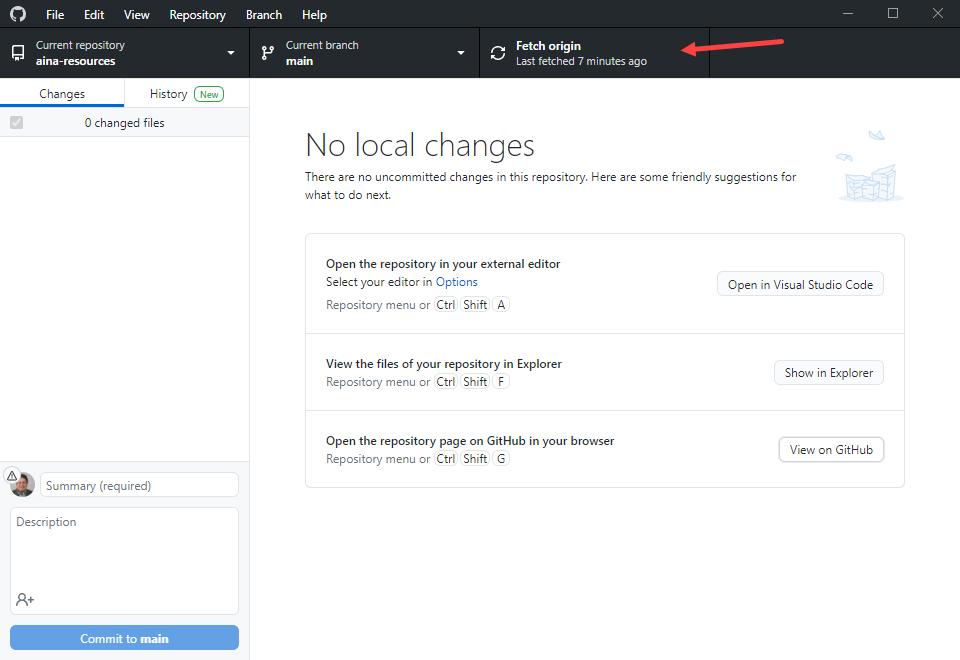 File Edit View Repository Branch Help
Current repository
aina-resources
Current branch
main
Fetch origin
Last fetched 7 minutes ago
Changes
History New
0 changed files
No local changes
There are no uncommitted changes in this repository. Here are some friendly suggestions for
what to do next.
Open the repository in your external editor
Select your editor in Options
Repository menu or Ctrl Shift A
Open in Visual Studio Code
View the files of your repository in Explorer
Repository menu or Ctrl Shift F
Show in Explorer
Open the repository page on GitHub in your browser
Repository menu or Ctrl Shift G
View on GitHub
Summary (required)
Description
Commit to main